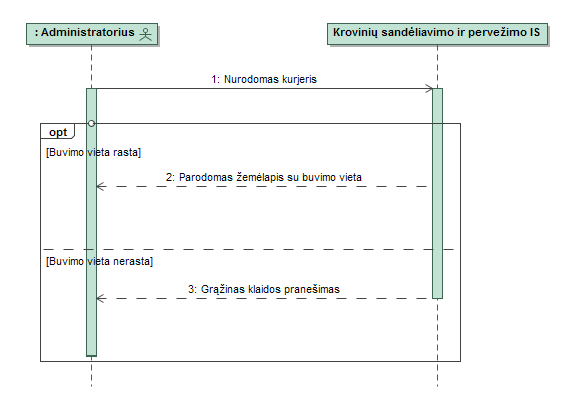 : Administratorius
Krovinių sandėliavimo ir pervežimo IS
1: Nurodomas kurjeris
opt
[Buvimo vieta rasta]
2: Parodomas žemėlapis su buvimo vieta
[Buvimo vieta nerasta]
3: Grąžinas klaidos pranešimas